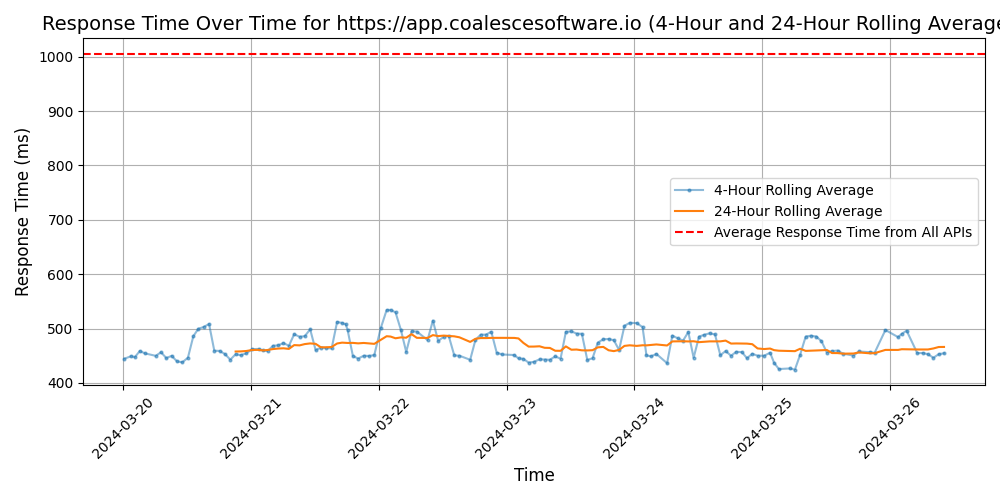 Response Time Over Time for https://app.coalescesoftware.io (4-Hour and 24-Hour Rolling Average
Response Time (ms)
1000
900
800
700
600
500
400
4-Hour Rolling Average
24-Hour Rolling Average
Average Response Time from All APIs
2024-03-20
2024-03-21
2024-03-22
2024-03-23
2024-03-24
2024-03-25
2024-03-26
Time